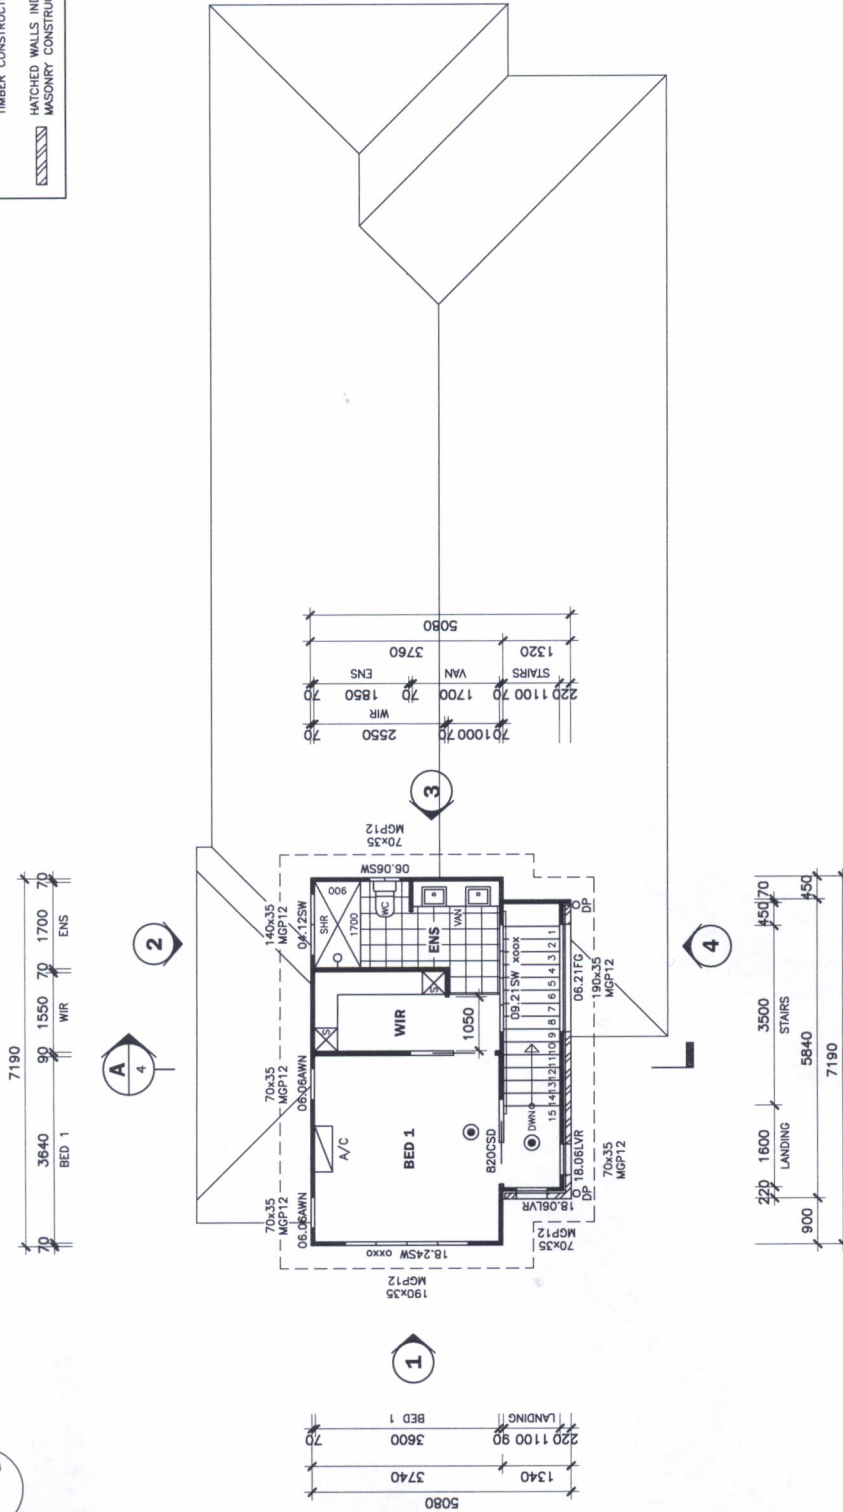 TIMBER CONSTRUCT
HATCHED WALLS IND
MASONRY CONSTRUC
7190
70 3640 90 1550 70 1700 70
BED 1 WIR ENS
A
4
2
70x35
MGP12
70x35
MGP12
140x35
MGP12
06.06AWN
06.06AWN
04.12SW
A/C
S
S
SHR
900
1700
WC
VAN
BED 1
WIR
ENS
1050
18.24SW oxxo
190x35
MGP12
06.06SW
70x35
MGP12
820CSD
09.21SW xoox
DWN
15 14 13 12 11 10 9 8 7 6 5 4 3 2 1
18.06LVR
70x35
MGP12
DP
18.06LVR
70x35
MGP12
06.21FG
190x35
MGP12
DP
1
3
4
70 3600 90 1100 220
BED 1 LANDING
3740 1340
5080
70 2550 70 1000 70
WIR
70 1850 70 1700 70 1100 220
ENS VAN STAIRS
3760 1320
5080
220 1600 3500 450 70
LANDING STAIRS
900 5840 450
7190